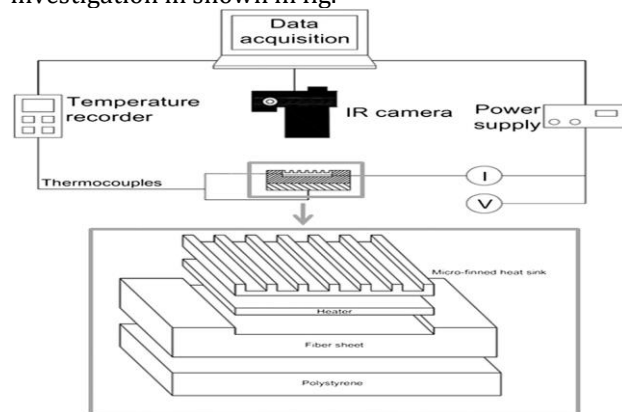 investigation in shown in fig.
Data
acquisition
Temperature
recorder
IR camera
Power
supply
Thermocouples
I
V
Micro-finned heat sink
Heater
Fiber sheet
Polystyrene